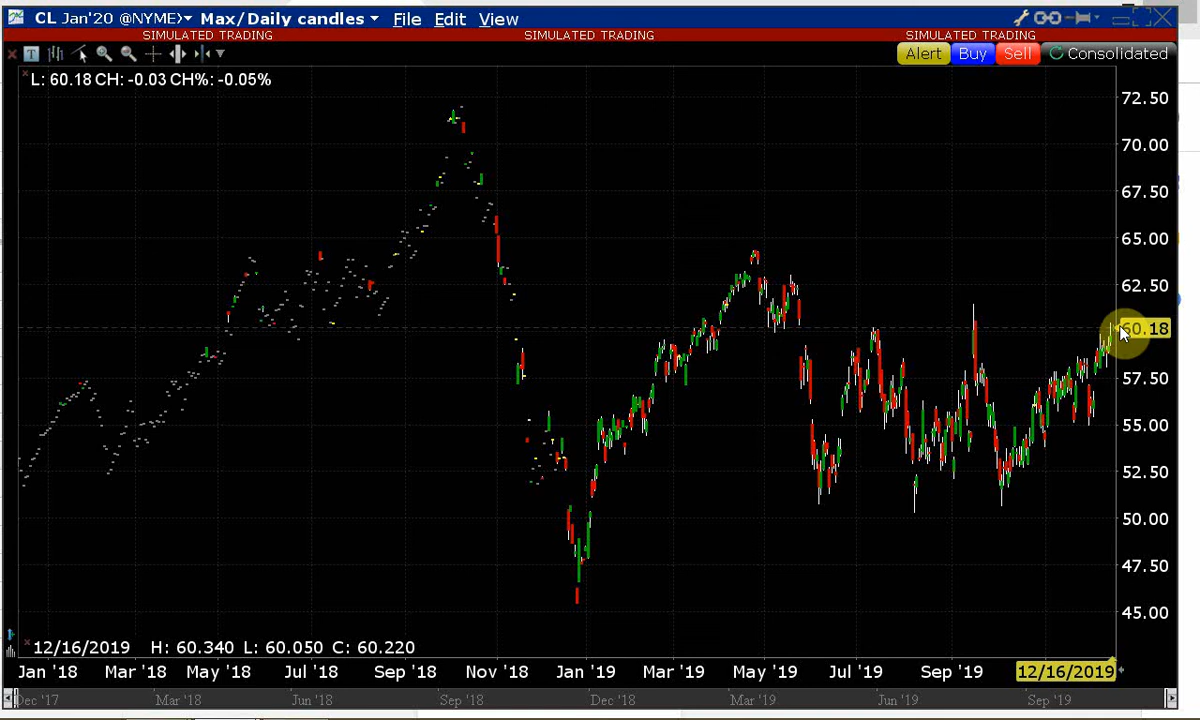 CL Jan'20 @NYMEX Max/Daily candles File Edit View
SIMULATED TRADING SIMULATED TRADING SIMULATED TRADING
T Alert Buy Sell Consolidated
L: 60.18 CH: -0.03 CH%: -0.05%
72.50
70.00
67.50
65.00
62.50
60.18
57.50
55.00
52.50
50.00
47.50
45.00
12/16/2019 H: 60.340 L: 60.050 C: 60.220
Jan '18 Mar '18 May '18 Jul '18 Sep '18 Nov '18 Jan '19 Mar '19 May '19 Jul '19 Sep '19 12/16/2019
Dec '17 Mar '18 Jun '18 Sep '18 Dec '18 Mar '19 Jun '19 Sep '19